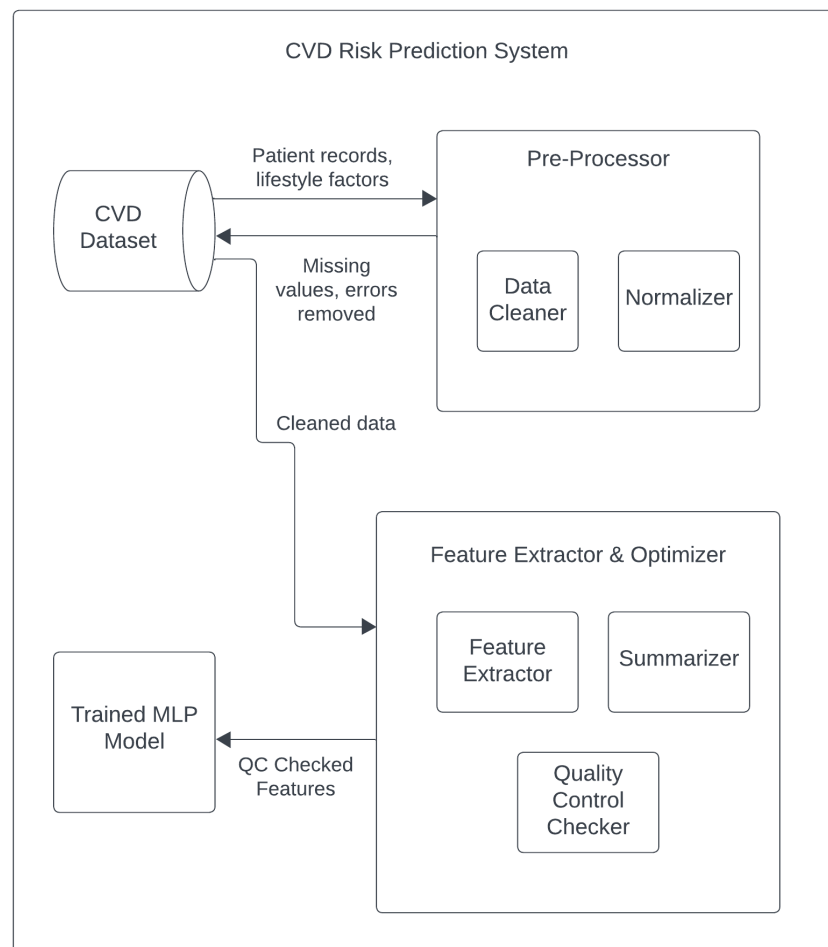 CVD Risk Prediction System
Patient records,
lifestyle factors
Pre-Processor
CVD
Dataset
Missing
values, errors
removed
Data
Cleaner
Normalizer
Cleaned data
Feature Extractor & Optimizer
Feature
Extractor
Summarizer
Trained MLP
Model
QC Checked
Features
Quality
Control
Checker